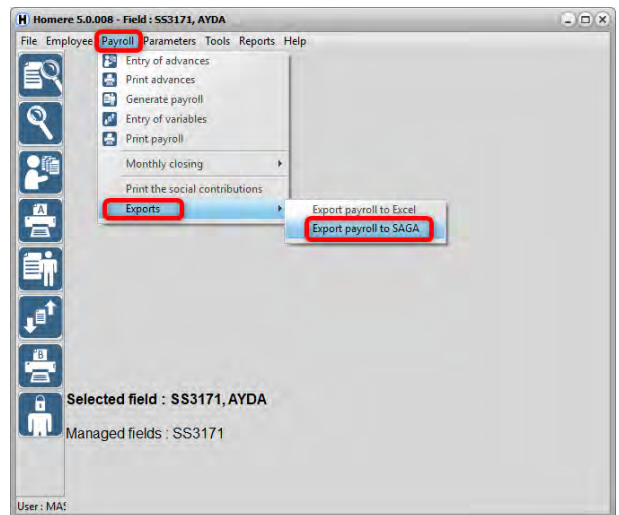 Homere 5.0.008 - Field : SS3171, AYDA
File Employee Payroll Parameters Tools Reports Help
Entry of advances
Print advances
Generate payroll
Entry of variables
Print payroll
Monthly closing
Print the social contributions
Exports
Export payroll to Excel
Export payroll to SAGA
A
B
Selected field : SS3171, AYDA
Managed fields : SS3171
User : MAS